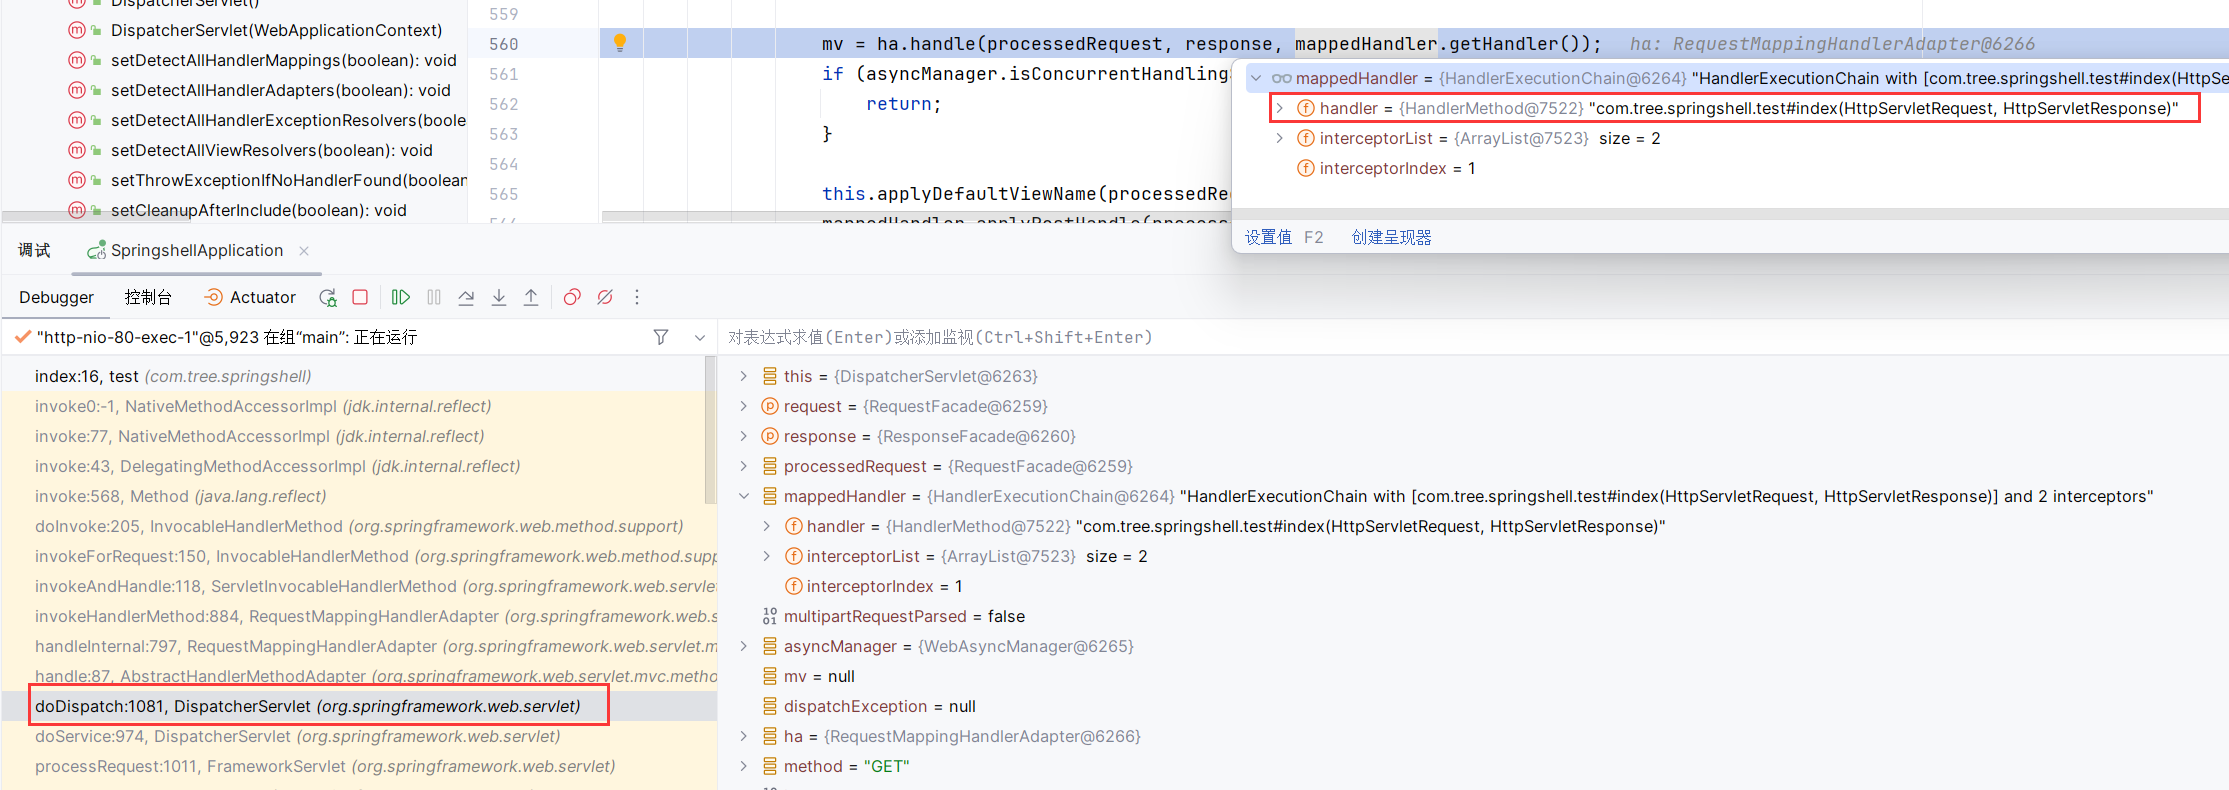 DispatcherServlet()
DispatcherServlet(WebApplicationContext)
setDetectAllHandlerMappings(boolean): void
setDetectAllHandlerAdapters(boolean): void
setDetectAllHandlerExceptionResolvers(boole
setDetectAllViewResolvers(boolean): void
setThrowExceptionIfNoHandlerFound(boolean
setCleanupAfterInclude(boolean): void
559
560 mv = ha.handle(processedRequest, response, mappedHandler.getHandler()); ha: RequestMappingHandlerAdapter@6266
561 if (asyncManager.isConcurrentHandling
562 return;
563 }
564
565 this.applyDefaultViewName(processedRe
566 mappedHandler.applyPostHandle(proces
mappedHandler = {HandlerExecutionChain@6264} "HandlerExecutionChain with [com.tree.springshell.test#index(HttpSe
handler = {HandlerMethod@7522} "com.tree.springshell.test#index(HttpServletRequest, HttpServletResponse)"
interceptorList = {ArrayList@7523} size = 2
interceptorIndex = 1
设置值 F2 创建呈现器
调试 SpringshellApplication
Debugger 控制台 Actuator
"http-nio-80-exec-1"@5,923 在组“main”: 正在运行
index:16, test (com.tree.springshell)
invoke0:-1, NativeMethodAccessorImpl (jdk.internal.reflect)
invoke:77, NativeMethodAccessorImpl (jdk.internal.reflect)
invoke:43, DelegatingMethodAccessorImpl (jdk.internal.reflect)
invoke:568, Method (java.lang.reflect)
doInvoke:205, InvocableHandlerMethod (org.springframework.web.method.support)
invokeForRequest:150, InvocableHandlerMethod (org.springframework.web.method.supp
invokeAndHandle:118, ServletInvocableHandlerMethod (org.springframework.web.servlet
invokeHandlerMethod:884, RequestMappingHandlerAdapter (org.springframework.web.s
handleInternal:797, RequestMappingHandlerAdapter (org.springframework.web.servlet.m
handle:87, AbstractHandlerMethodAdapter (org.springframework.web.servlet.mvc.metho
doDispatch:1081, DispatcherServlet (org.springframework.web.servlet)
doService:974, DispatcherServlet (org.springframework.web.servlet)
processRequest:1011, FrameworkServlet (org.springframework.web.servlet)
对表达式求值(Enter)或添加监视(Ctrl+Shift+Enter)
this = {DispatcherServlet@6263}
request = {RequestFacade@6259}
response = {ResponseFacade@6260}
processedRequest = {RequestFacade@6259}
mappedHandler = {HandlerExecutionChain@6264} "HandlerExecutionChain with [com.tree.springshell.test#index(HttpServletRequest, HttpServletResponse)] and 2 interceptors"
handler = {HandlerMethod@7522} "com.tree.springshell.test#index(HttpServletRequest, HttpServletResponse)"
interceptorList = {ArrayList@7523} size = 2
interceptorIndex = 1
multipartRequestParsed = false
asyncManager = {WebAsyncManager@6265}
mv = null
dispatchException = null
ha = {RequestMappingHandlerAdapter@6266}
method = "GET"